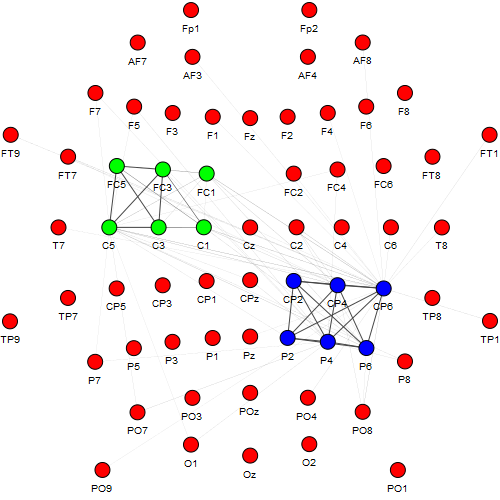 Fp1 Fp2
AF7 AF3 AF4 AF8
F7 F5 F3 F1 Fz F2 F4 F6 F8
FT9 FT7 FC5 FC3 FC1 FC2 FC4 FC6 FT8 FT1
T7 C5 C3 C1 Cz C2 C4 C6 T8
TP9 TP7 CP5 CP3 CP1 CPz CP2 CP4 CP6 TP8 TP1
P7 P5 P3 P1 Pz P2 P4 P6 P8
PO7 PO3 POz PO4 PO8
PO9 O1 Oz O2 PO1